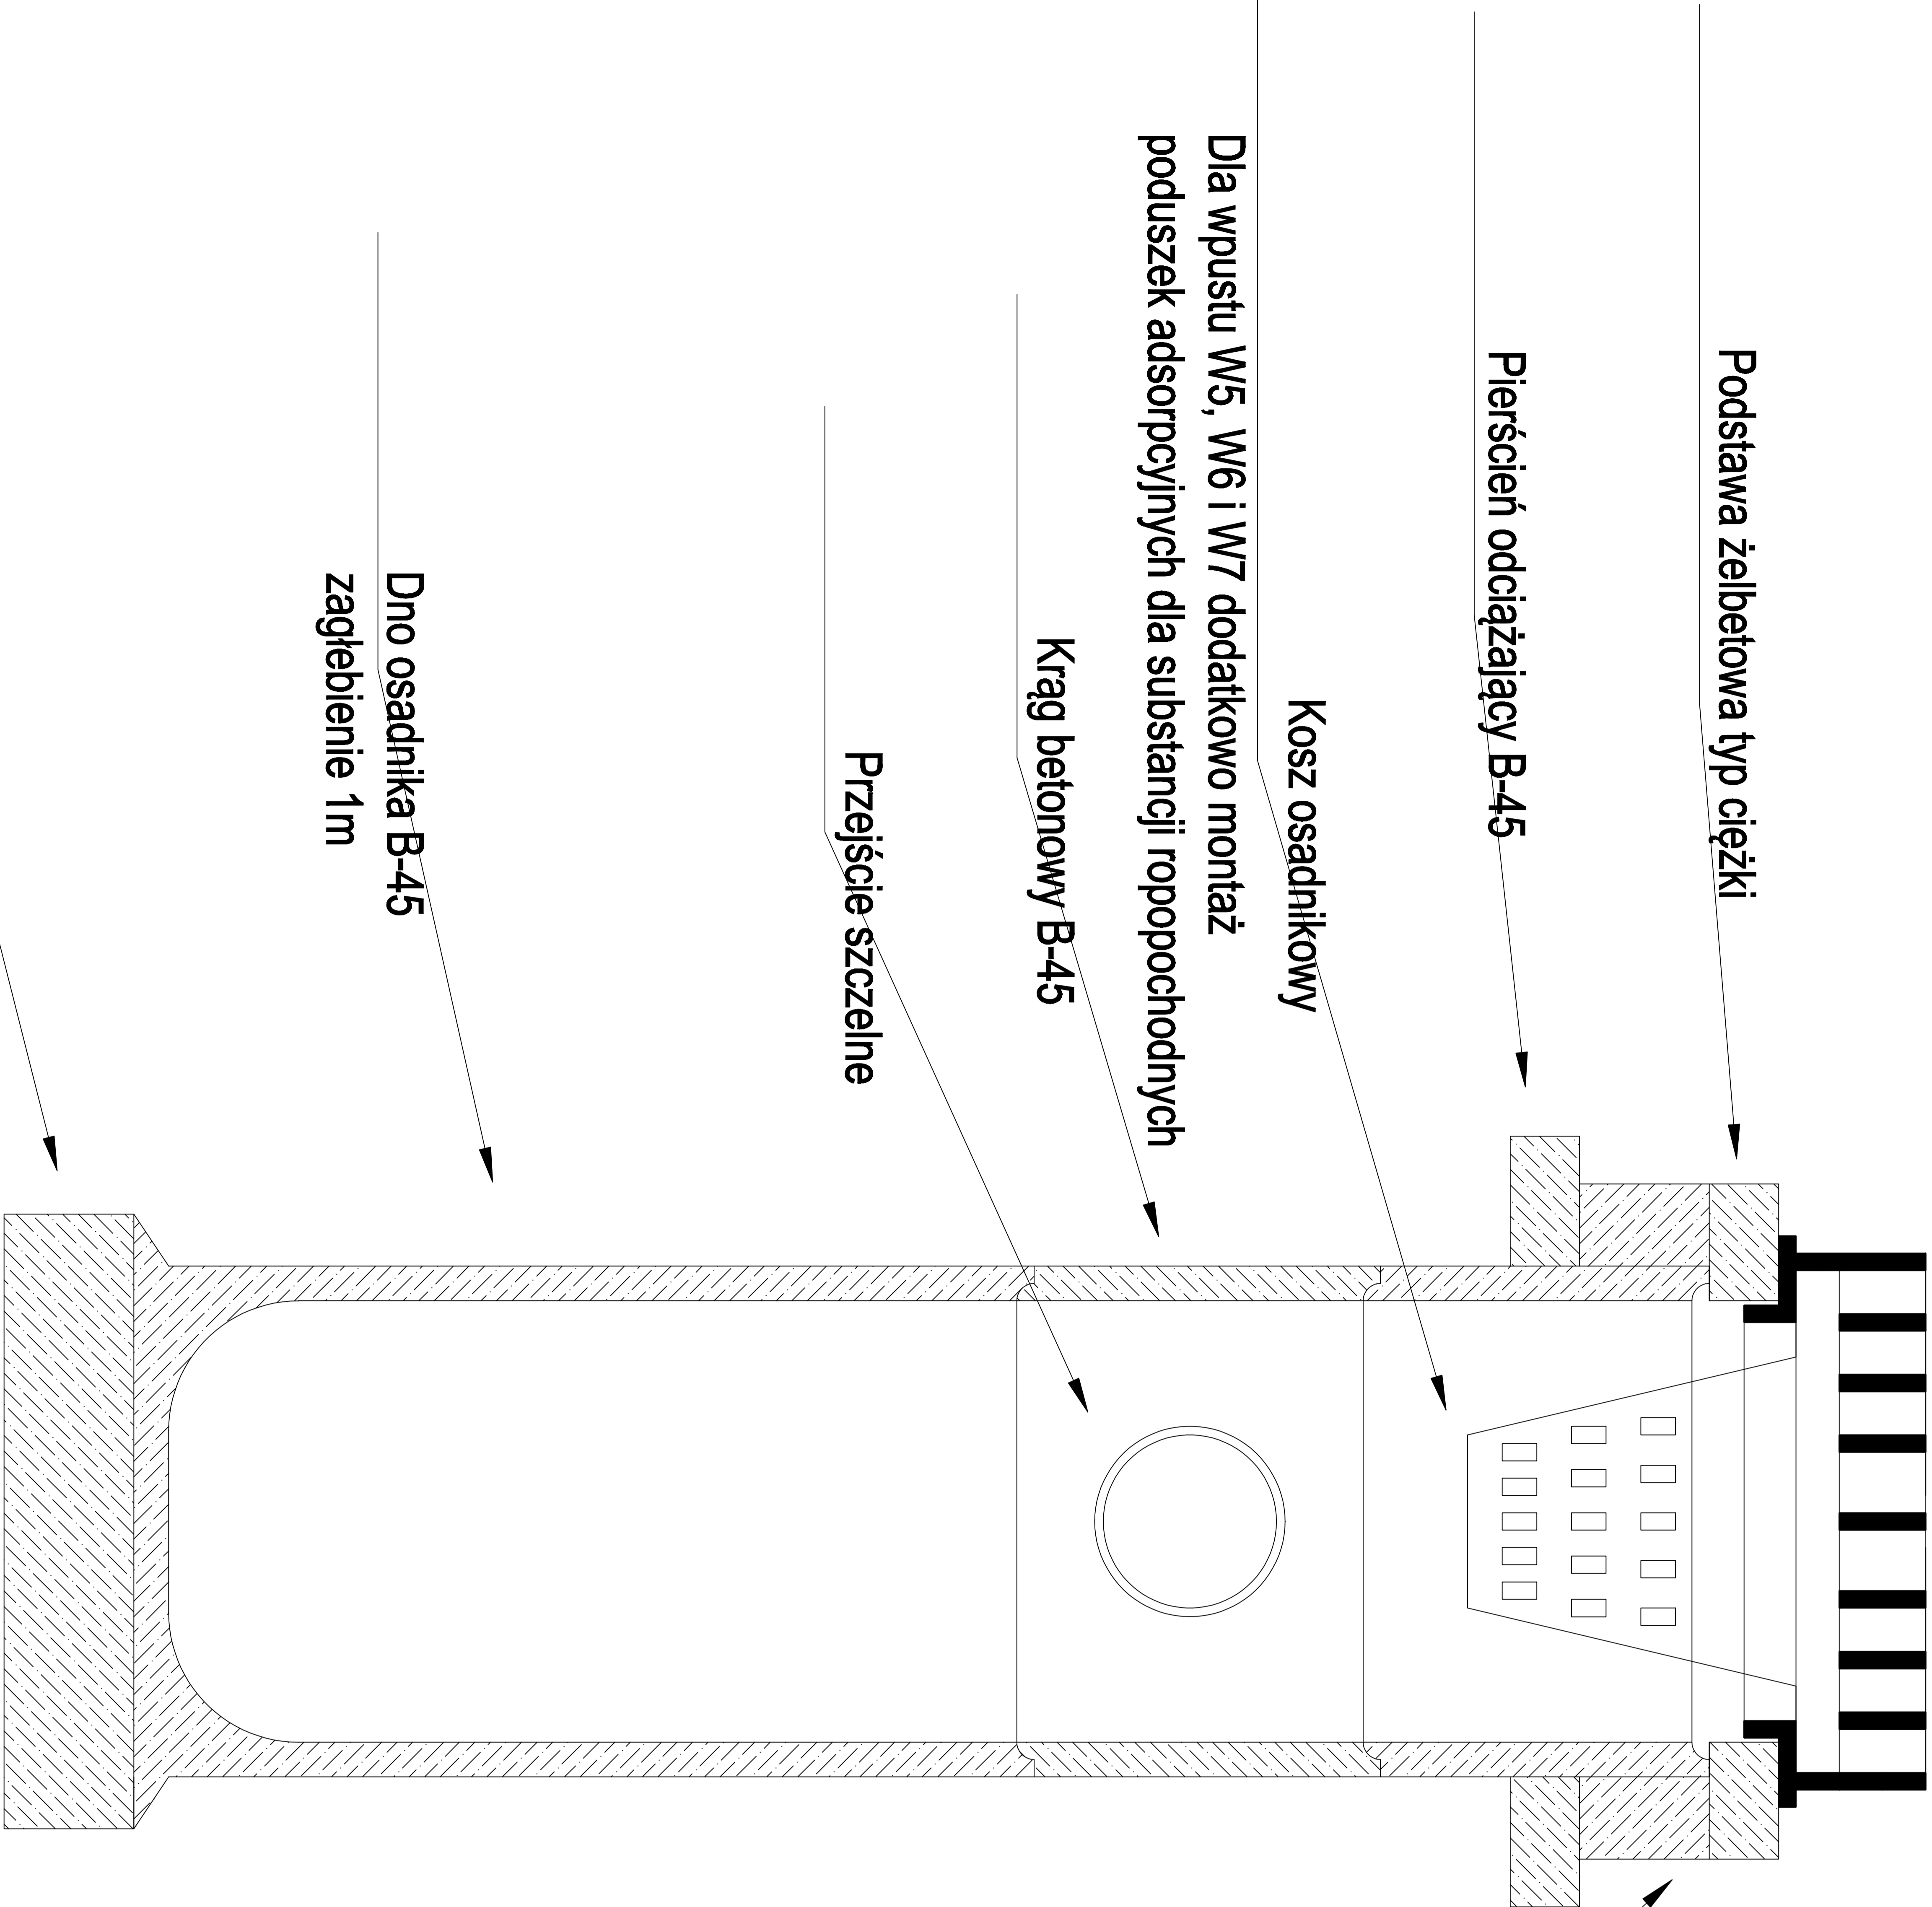 Podstawa żelbetowa typ ciężki
Pierścień odciążający B-45
Kosz osadnikowy
Dla wpustu W5, W6 i W7 dodatkowo montaż
poduszek adsorpcyjnych dla substancji ropopochodnych
Krąg betonowy B-45
Przejście szczelne
Dno osadnika B-45
zagłebienie 1m